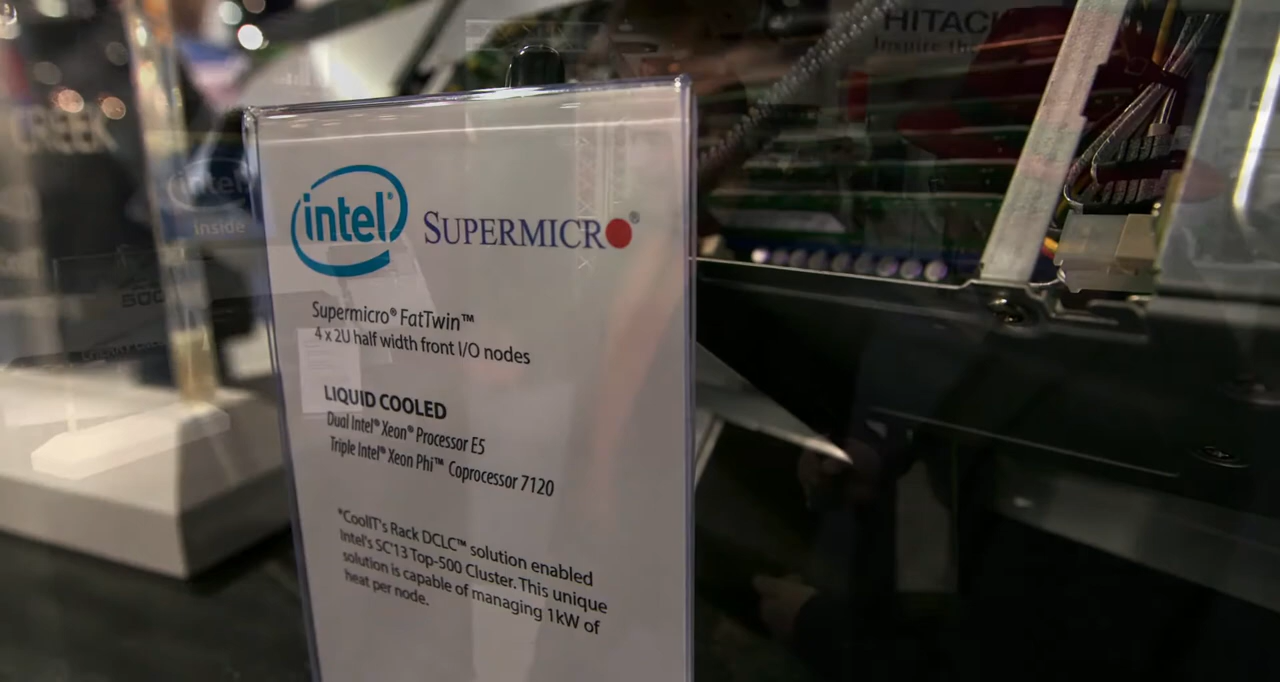 HITACHI
Inspire the
CREEK
intel
inside
intel®
SUPERMICRO®
Supermicro® FatTwin™
4 x 2U half width front I/O nodes
LIQUID COOLED
Dual Intel® Xeon® Processor E5
Triple Intel® Xeon Phi™ Coprocessor 7120
*CoolIT's Rack DCLC™ solution enabled
Intel's SC'13 Top-500 Cluster. This unique
solution is capable of managing 1kW of
heat per node.